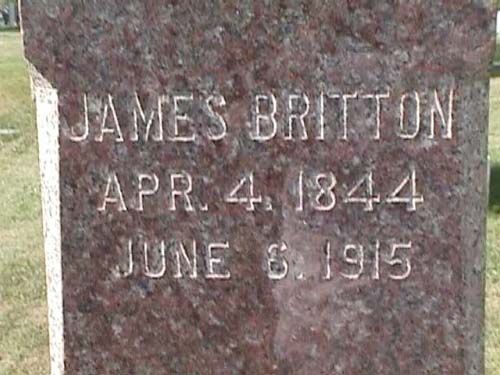 JAMES BRITTON
APR. 4. 1844
JUNE 6. 1915